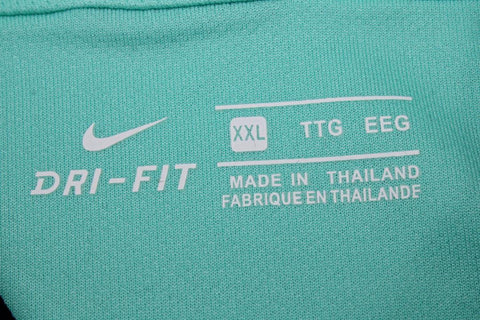 DRI-FIT
XXL TTG EEG
MADE IN THAILAND
FABRIQUE EN THAILANDE